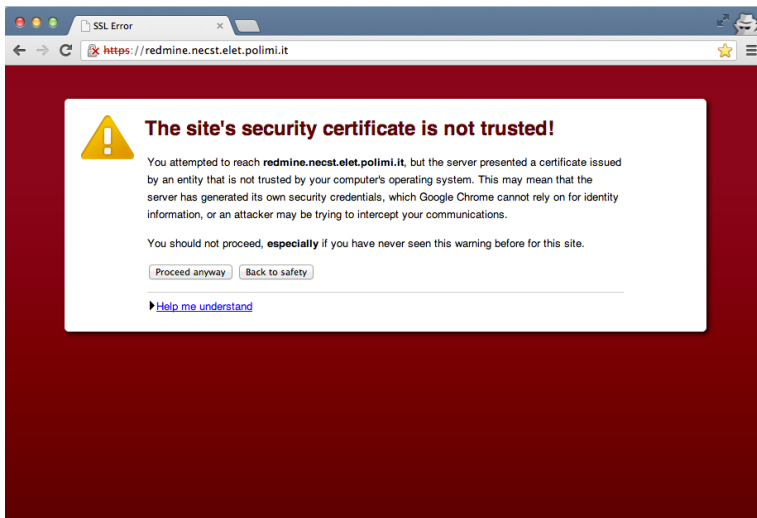 SSL Error
https://redmine.necst.elet.polimi.it
The site's security certificate is not trusted!
You attempted to reach redmine.necst.elet.polimi.it, but the server presented a certificate issued
by an entity that is not trusted by your computer's operating system. This may mean that the
server has generated its own security credentials, which Google Chrome cannot rely on for identity
information, or an attacker may be trying to intercept your communications.
You should not proceed, especially if you have never seen this warning before for this site.
Proceed anyway Back to safety
Help me understand